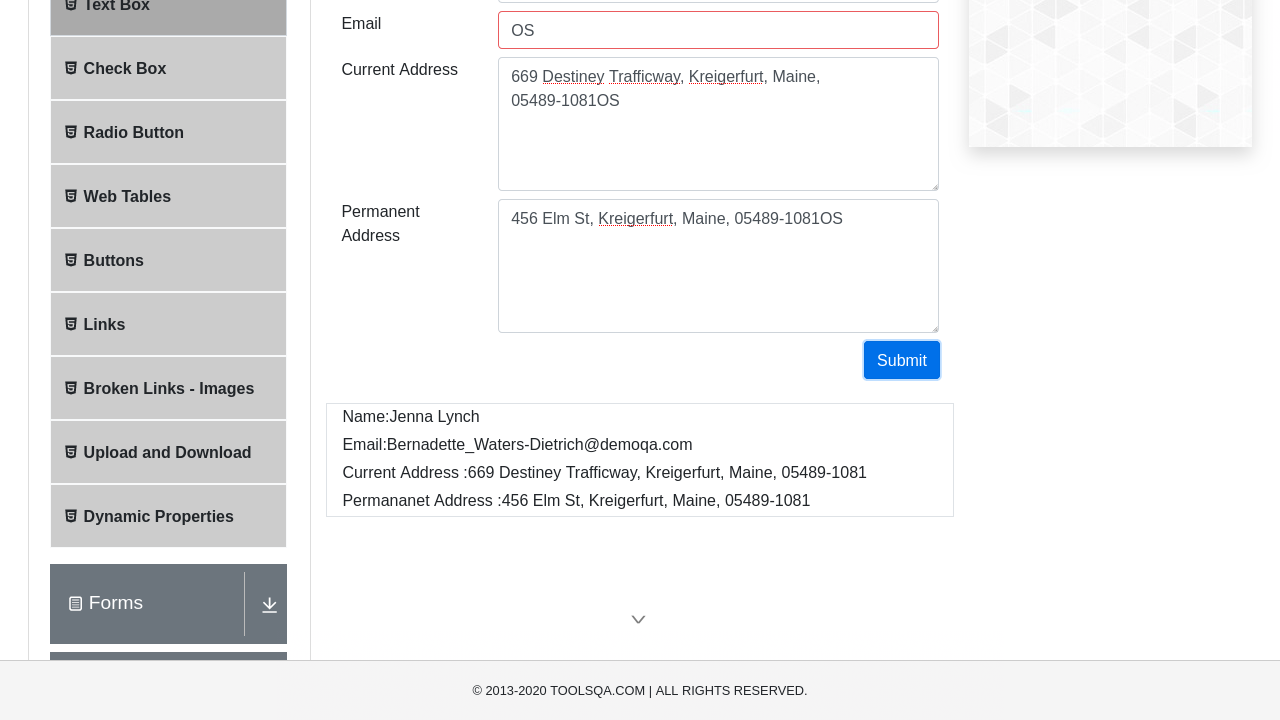 Text Box
Check Box
Radio Button
Web Tables
Buttons
Links
Broken Links - Images
Upload and Download
Dynamic Properties
Forms
Email
OS
Current Address
669 Destiney Trafficway, Kreigerfurt, Maine,
05489-1081OS
Permanent
Address
456 Elm St, Kreigerfurt, Maine, 05489-1081OS
Submit
Name:Jenna Lynch
Email:Bernadette_Waters-Dietrich@demoqa.com
Current Address :669 Destiney Trafficway, Kreigerfurt, Maine, 05489-1081
Permananet Address :456 Elm St, Kreigerfurt, Maine, 05489-1081
© 2013-2020 TOOLSQA.COM | ALL RIGHTS RESERVED.